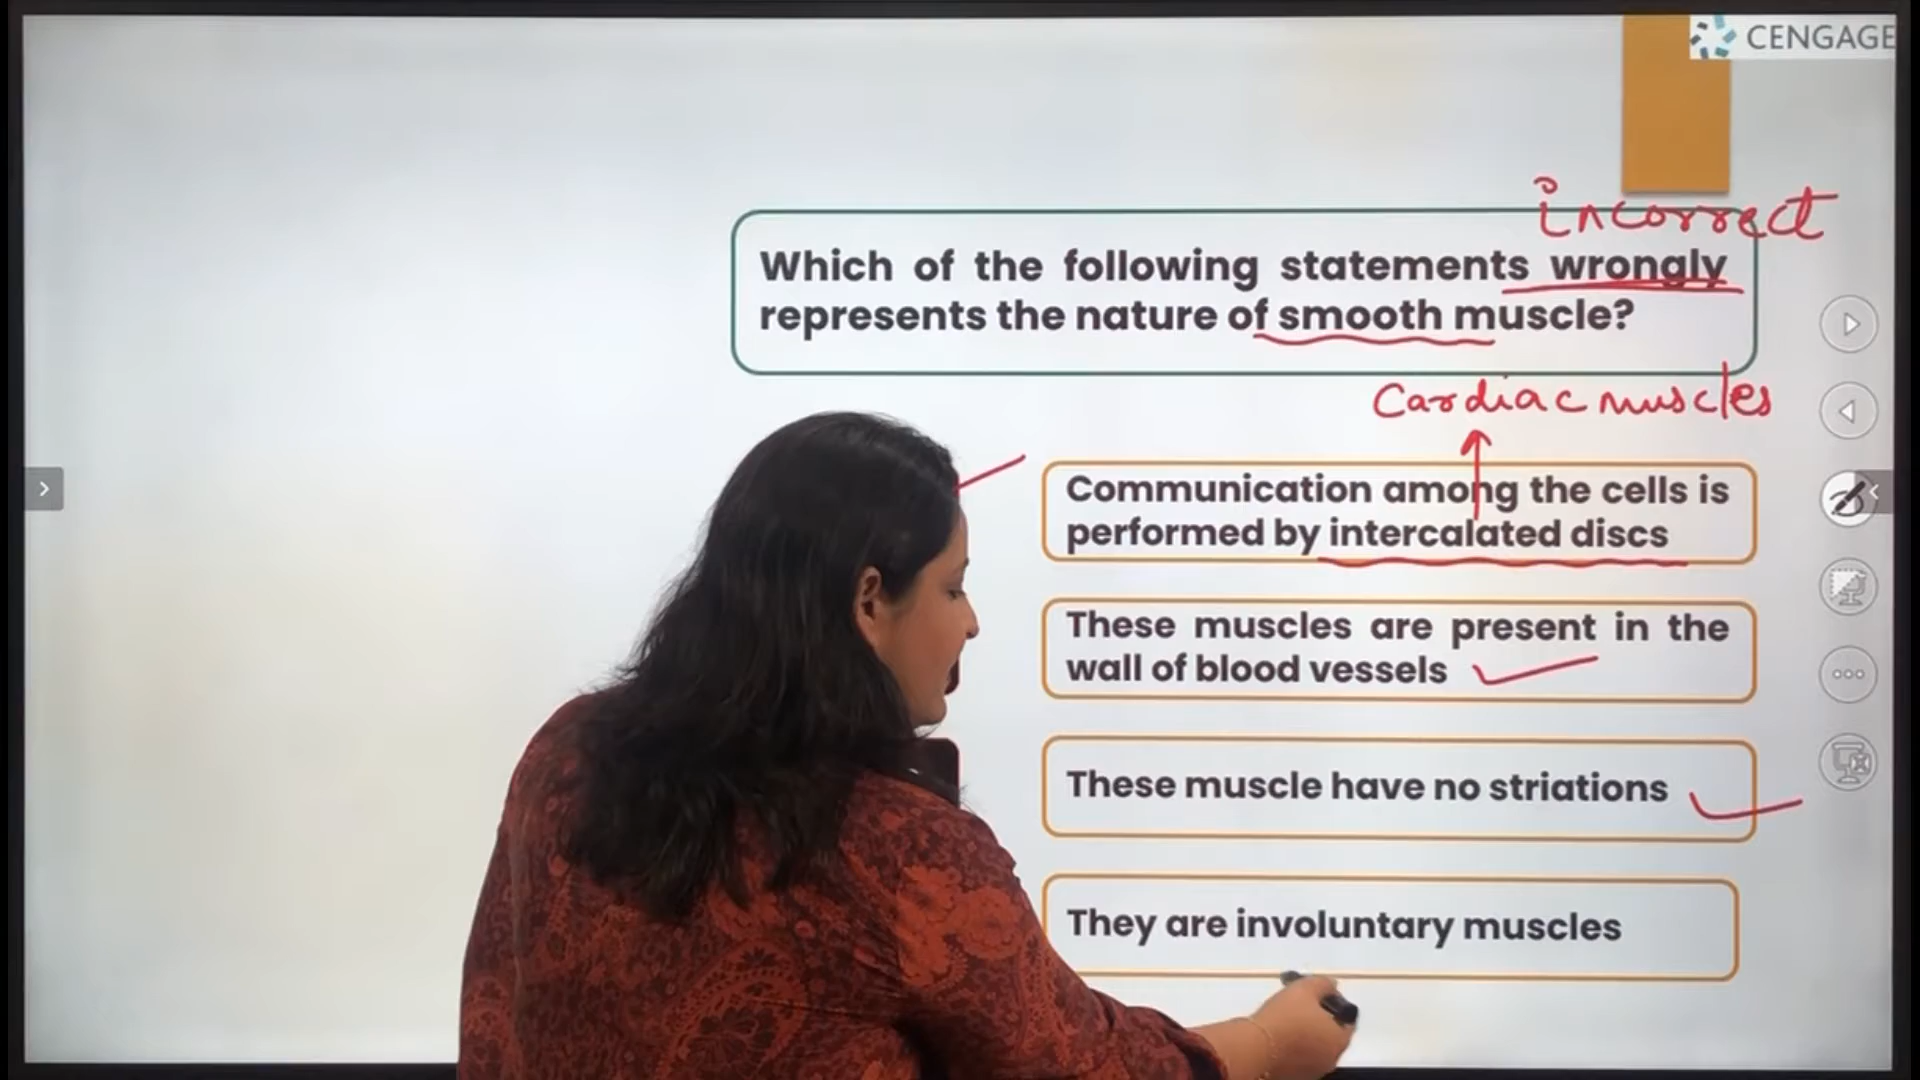 CENGAGE
incorrect
Which of the following statements wrongly
represents the nature of smooth muscle?
Cardiac muscles
Communication among the cells is
performed by intercalated discs
These muscles are present in the
wall of blood vessels
These muscle have no striations
They are involuntary muscles